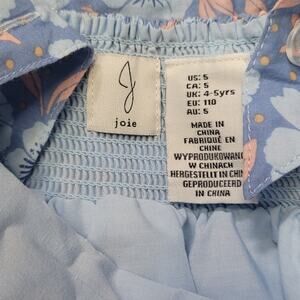 J
joie
US: 5
CA: 5
UK: 4-5yrs
EU: 110
AU: 5
MADE IN
CHINA
FABRIQUÉ EN
CHINE
WYPRODUKOWANO
W CHINACH
HERGESTELLT IN CHI
GEPRODUCEERD
IN CHINA